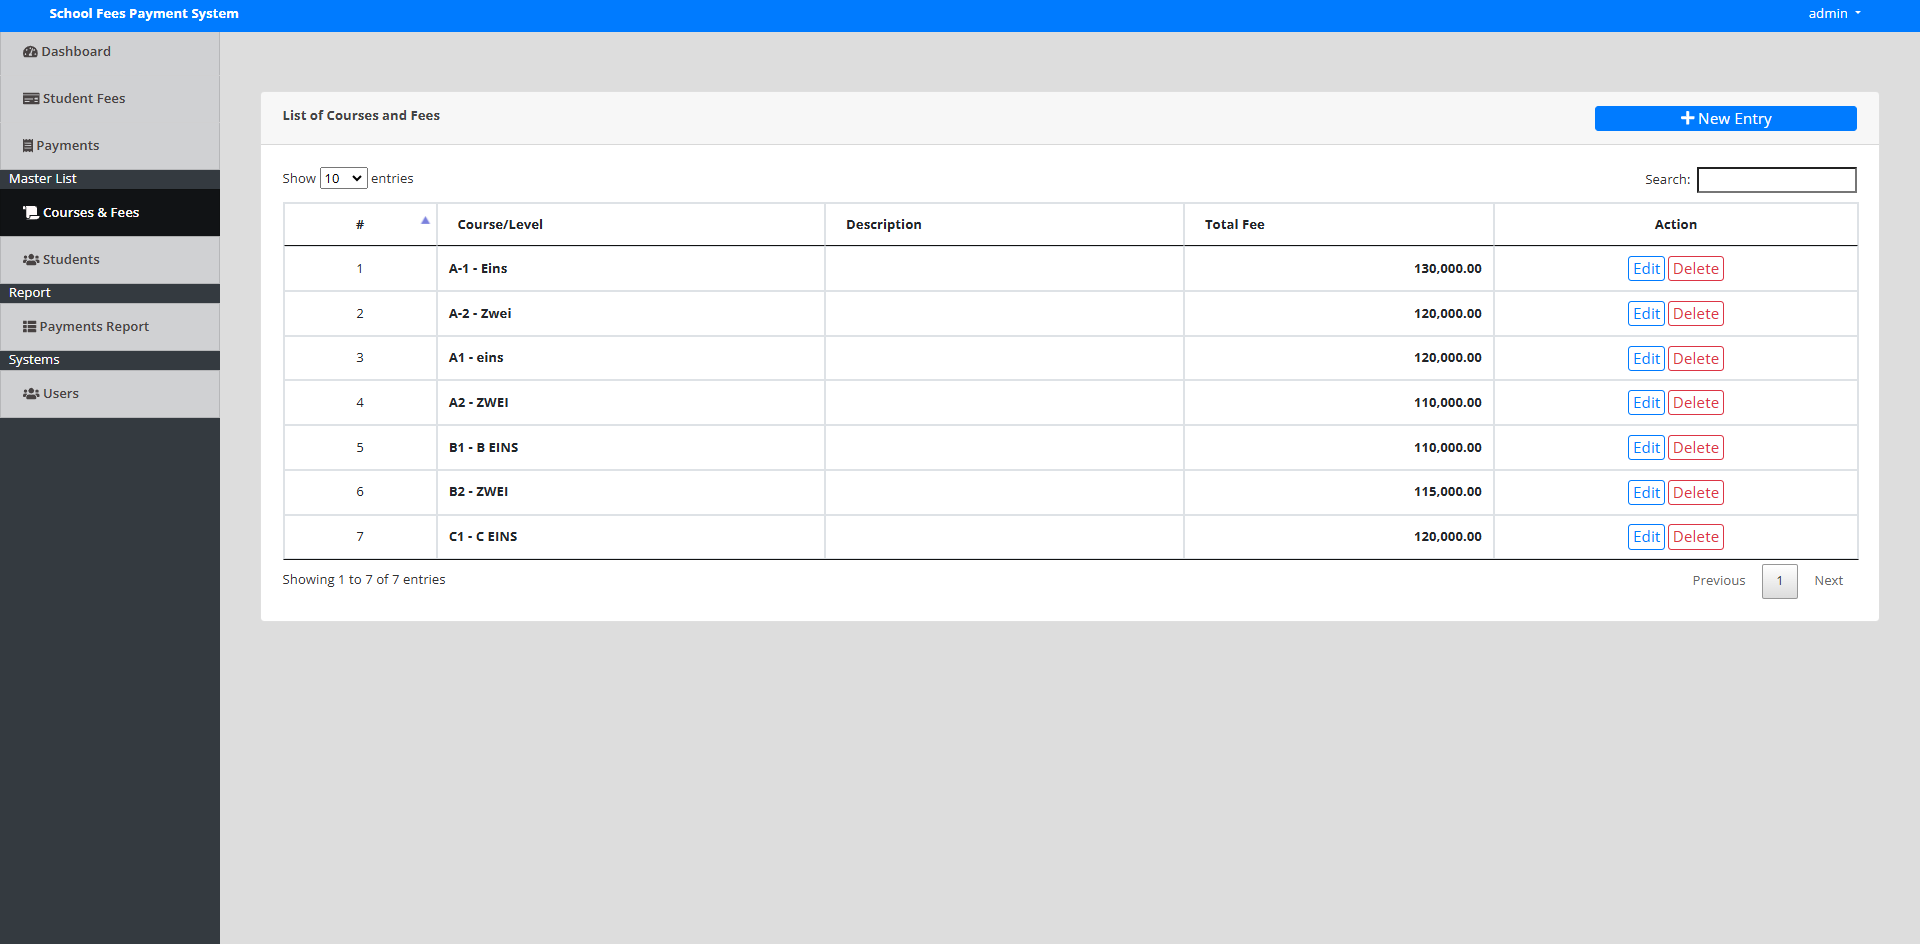 School Fees Payment System
admin
Dashboard
Student Fees
Payments
Master List
Courses & Fees
Students
Report
Payments Report
Systems
Users
List of Courses and Fees
New Entry
Show 10 entries
Search:
# Course/Level Description Total Fee Action
1 A-1 - Eins 130,000.00 Edit Delete
2 A-2 - Zwei 120,000.00 Edit Delete
3 A1 - eins 120,000.00 Edit Delete
4 A2 - ZWEI 110,000.00 Edit Delete
5 B1 - B EINS 110,000.00 Edit Delete
6 B2 - ZWEI 115,000.00 Edit Delete
7 C1 - C EINS 120,000.00 Edit Delete
Showing 1 to 7 of 7 entries
Previous 1 Next